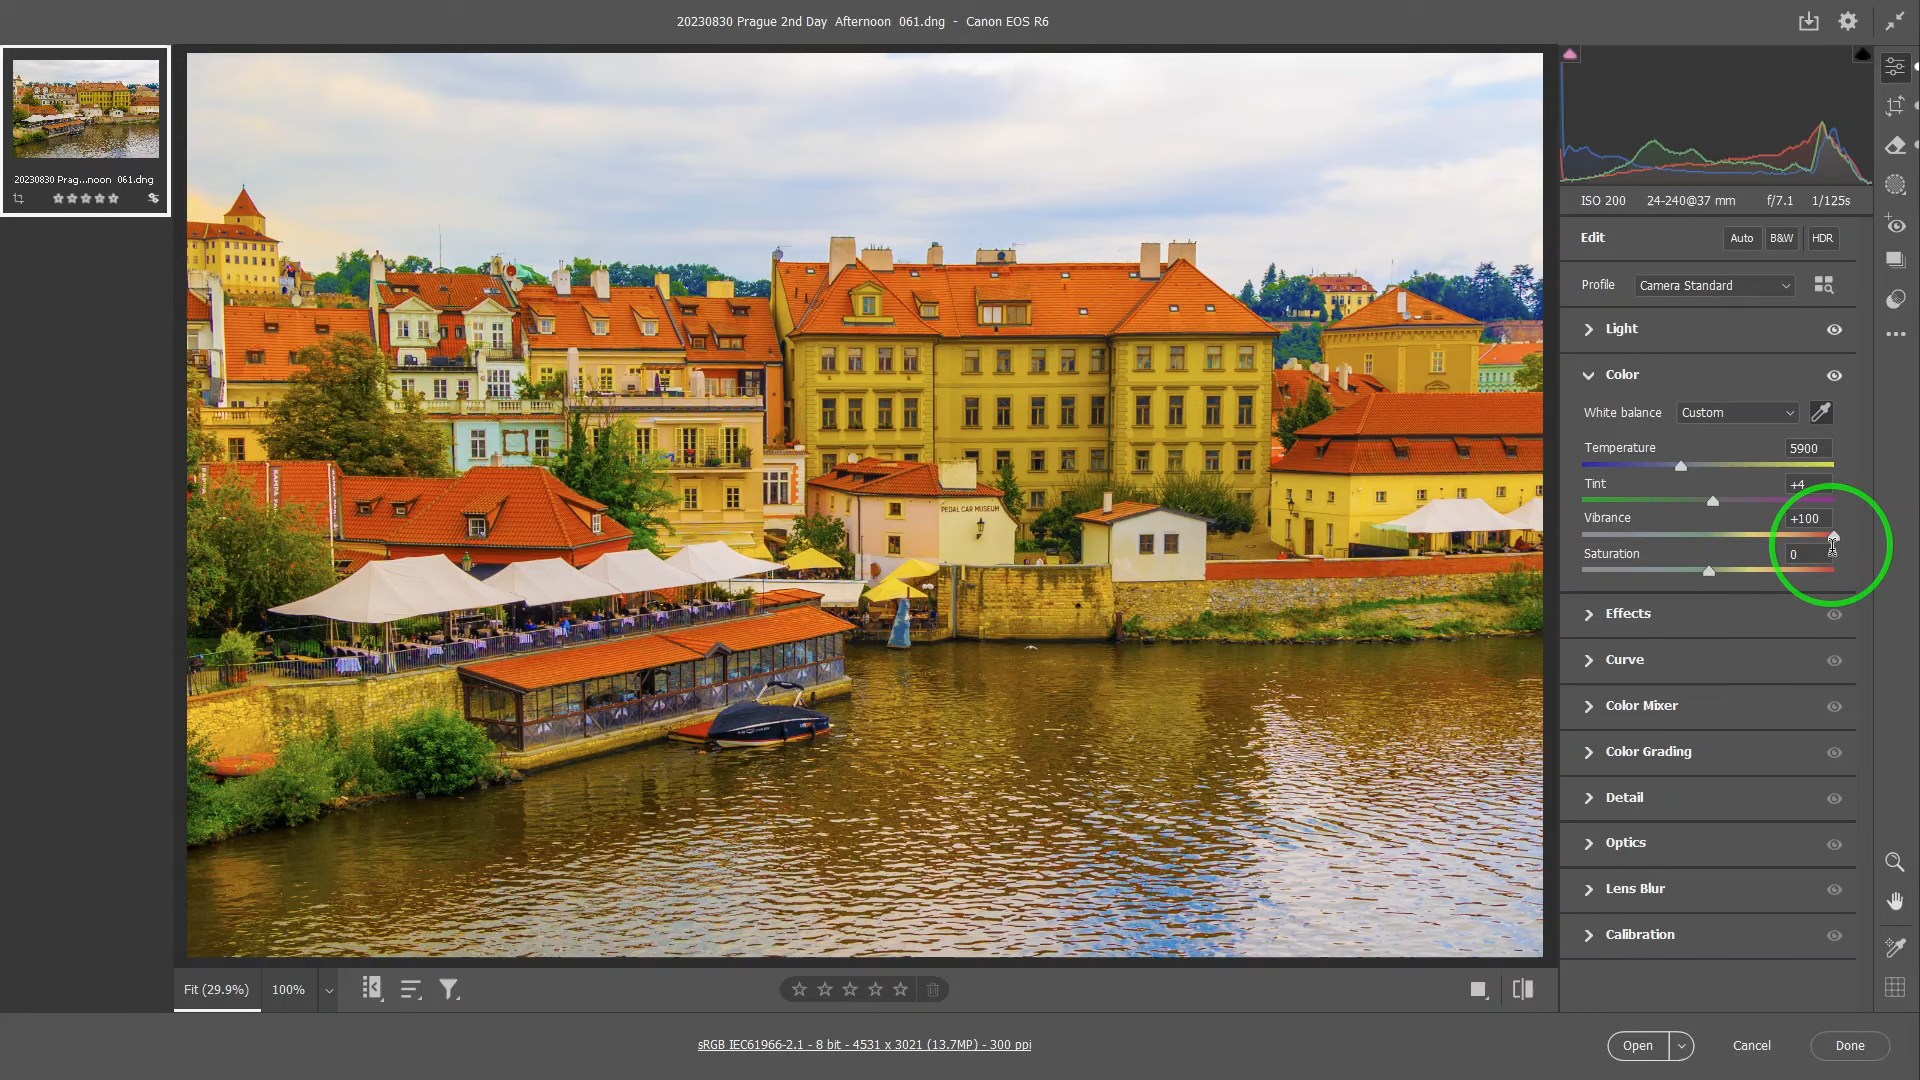 20230830 Prague 2nd Day Afternoon 061.dng - Canon EOS R6
20230830 Prag...noon 061.dng
ISO 200 24-240@37 mm f/7.1 1/125s
Edit Auto B&W HDR
Profile Camera Standard
Light
Color
White balance Custom
Temperature 5900
Tint +4
Vibrance +100
Saturation 0
Effects
Curve
Color Mixer
Color Grading
Detail
Optics
Lens Blur
Calibration
PEDAL CAR MUSEUM
Fit (29.9%) 100%
sRGB IEC61966-2.1 - 8 bit - 4531 x 3021 (13.7MP) - 300 ppi
Open Cancel Done